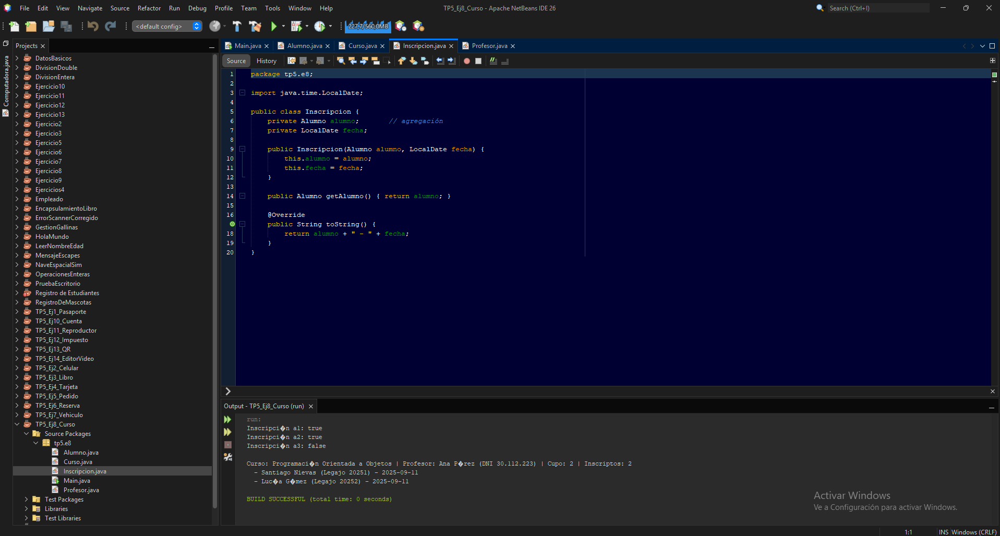 File Edit View Navigate Source Refactor Run Debug Profile Team Tools Window Help
TP5_Ej8_Curso - Apache NetBeans IDE 26
Search (Ctrl+I)
<default config>
227,7/560,0MB
Computadora.java
Projects
DatosBasicos
DivisionDouble
DivisionEntera
Ejercicio10
Ejercicio11
Ejercicio12
Ejercicio13
Ejercicio2
Ejercicio3
Ejercicio5
Ejercicio6
Ejercicio7
Ejercicio8
Ejercicio9
Ejercicios4
Empleado
EncapsulamientoLibro
ErrorScannerCorregido
GestionGallinas
HolaMundo
LeerNombreEdad
MensajeEscapes
NaveEspacialSim
OperacionesEnteras
PruebaEscritorio
Registro de Estudiantes
RegistroDeMascotas
TP5_Ej1_Pasaporte
TP5_Ej10_Cuenta
TP5_Ej11_Reproductor
TP5_Ej12_Impuesto
TP5_Ej13_QR
TP5_Ej14_EditorVideo
TP5_Ej2_Celular
TP5_Ej3_Libro
TP5_Ej4_Tarjeta
TP5_Ej5_Pedido
TP5_Ej6_Reserva
TP5_Ej7_Vehiculo
TP5_Ej8_Curso
Source Packages
tp5.e8
Alumno.java
Curso.java
Inscripcion.java
Main.java
Profesor.java
Test Packages
Libraries
Test Libraries
Main.java Alumno.java Curso.java Inscripcion.java Profesor.java
Source History
1 package tp5.e8;
2
3 import java.time.LocalDate;
4
5 public class Inscripcion {
6 private Alumno alumno; // agregación
7 private LocalDate fecha;
8
9 public Inscripcion(Alumno alumno, LocalDate fecha) {
10 this.alumno = alumno;
11 this.fecha = fecha;
12 }
13
14 public Alumno getAlumno() { return alumno; }
15
16 @Override
public String toString() {
18 return alumno + " - " + fecha;
19 }
20 }
Output - TP5_Ej8_Curso (run)
run:
Inscripci�n a1: true
Inscripci�n a2: true
Inscripci�n a3: false
Curso: Programaci�n Orientada a Objetos | Profesor: Ana P�rez (DNI 30.112.223) | Cupo: 2 | Inscriptos: 2
- Santiago Nievas (Legajo 20251) - 2025-09-11
- Luc�a G�mez (Legajo 20252) - 2025-09-11
BUILD SUCCESSFUL (total time: 0 seconds)
Activar Windows
Ve a Configuración para activar Windows.
1:1 INS Windows (CRLF)